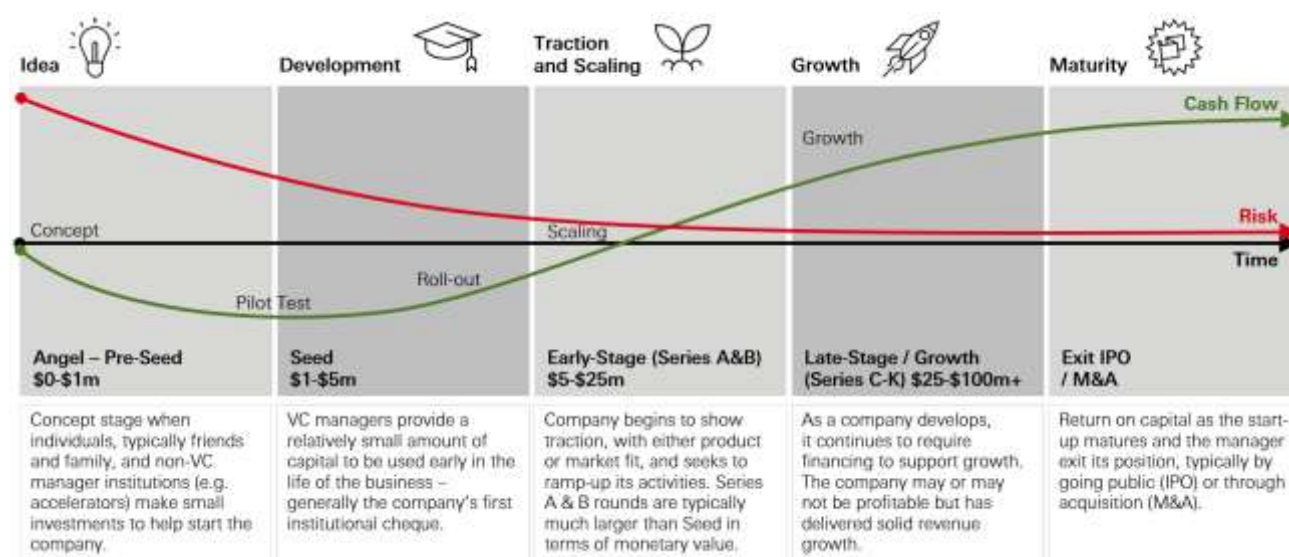 Idea
Development
Traction
and Scaling
Growth
Maturity
Cash Flow
Growth
Concept
Scaling
Risk
Time
Roll-out
Pilot Test
Angel – Pre-Seed
$0-$1m
Seed
$1-$5m
Early-Stage (Series A&B)
$5-$25m
Late-Stage / Growth
(Series C-K) $25-$100m+
Exit IPO
/ M&A
Concept stage when
individuals, typically friends
and family, and non-VC
manager institutions (e.g.
accelerators) make small
investments to help start the
company.
VC managers provide a
relatively small amount of
capital to be used early in the
life of the business –
generally the company's first
institutional cheque.
Company begins to show
traction, with either product
or market fit, and seeks to
ramp-up its activities. Series
A & B rounds are typically
much larger than Seed in
terms of monetary value.
As a company develops,
it continues to require
financing to support growth.
The company may or may
not be profitable but has
delivered solid revenue
growth.
Return on capital as the start-
up matures and the manager
exit its position, typically by
going public (IPO) or through
acquisition (M&A).